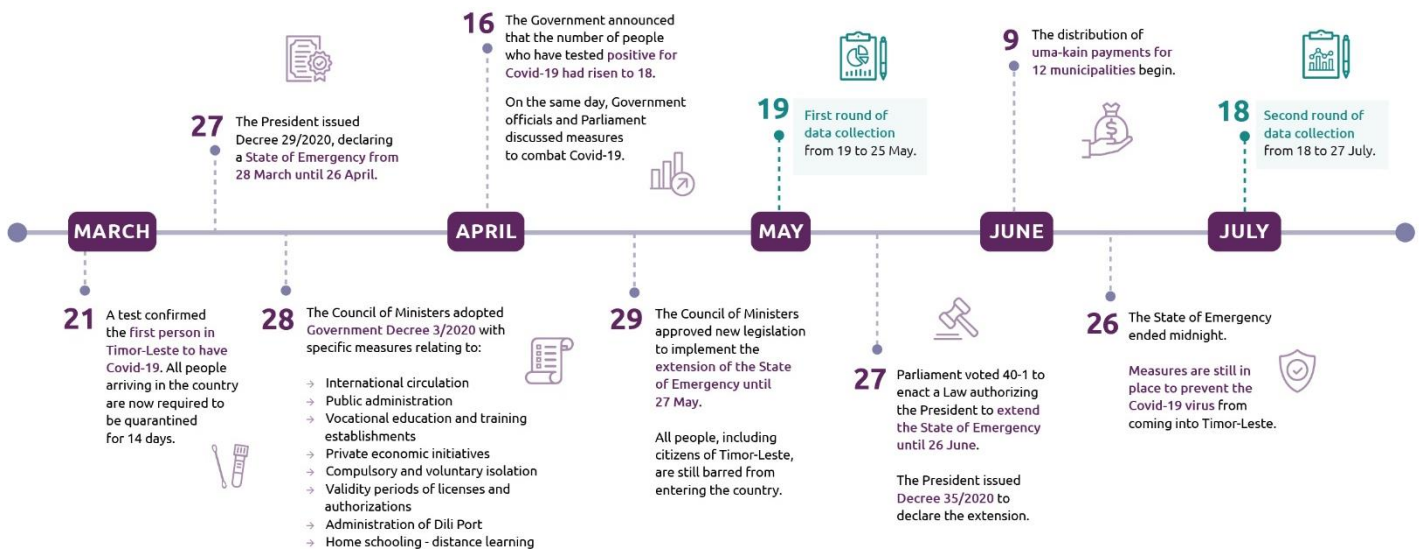 27
The President issued
Decree 29/2020, declaring
a State of Emergency from
28 March until 26 April.
16
The Government announced
that the number of people
who have tested positive for
Covid-19 had risen to 18.
On the same day, Government
officials and Parliament
discussed measures
to combat Covid-19.
19
First round of
data collection
from 19 to 25 May.
9
The distribution of
uma-kain payments for
12 municipalities begin.
18
Second round of
data collection
from 18 to 27 July.
MARCH
APRIL
MAY
JUNE
JULY
21
A test confirmed
the first person in
Timor-Leste to have
Covid-19. All people
arriving in the country
are now required to
be quarantined
for 14 days.
28
The Council of Ministers adopted
Government Decree 3/2020 with
specific measures relating to:
→ International circulation
→ Public administration
→ Vocational education and training
establishments
→ Private economic initiatives
→ Compulsory and voluntary isolation
→ Validity periods of licenses and
authorizations
→ Administration of Dili Port
→ Home schooling - distance learning
29
The Council of Ministers
approved new legislation
to implement the
extension of the State
of Emergency until
27 May.
All people, including
citizens of Timor-Leste,
are still barred from
entering the country.
27
Parliament voted 40-1 to
enact a Law authorizing
the President to extend
the State of Emergency
until 26 June.
The President issued
Decree 35/2020 to
declare the extension.
26
The State of Emergency
ended midnight.
Measures are still in
place to prevent the
Covid-19 virus from
coming into Timor-Leste.